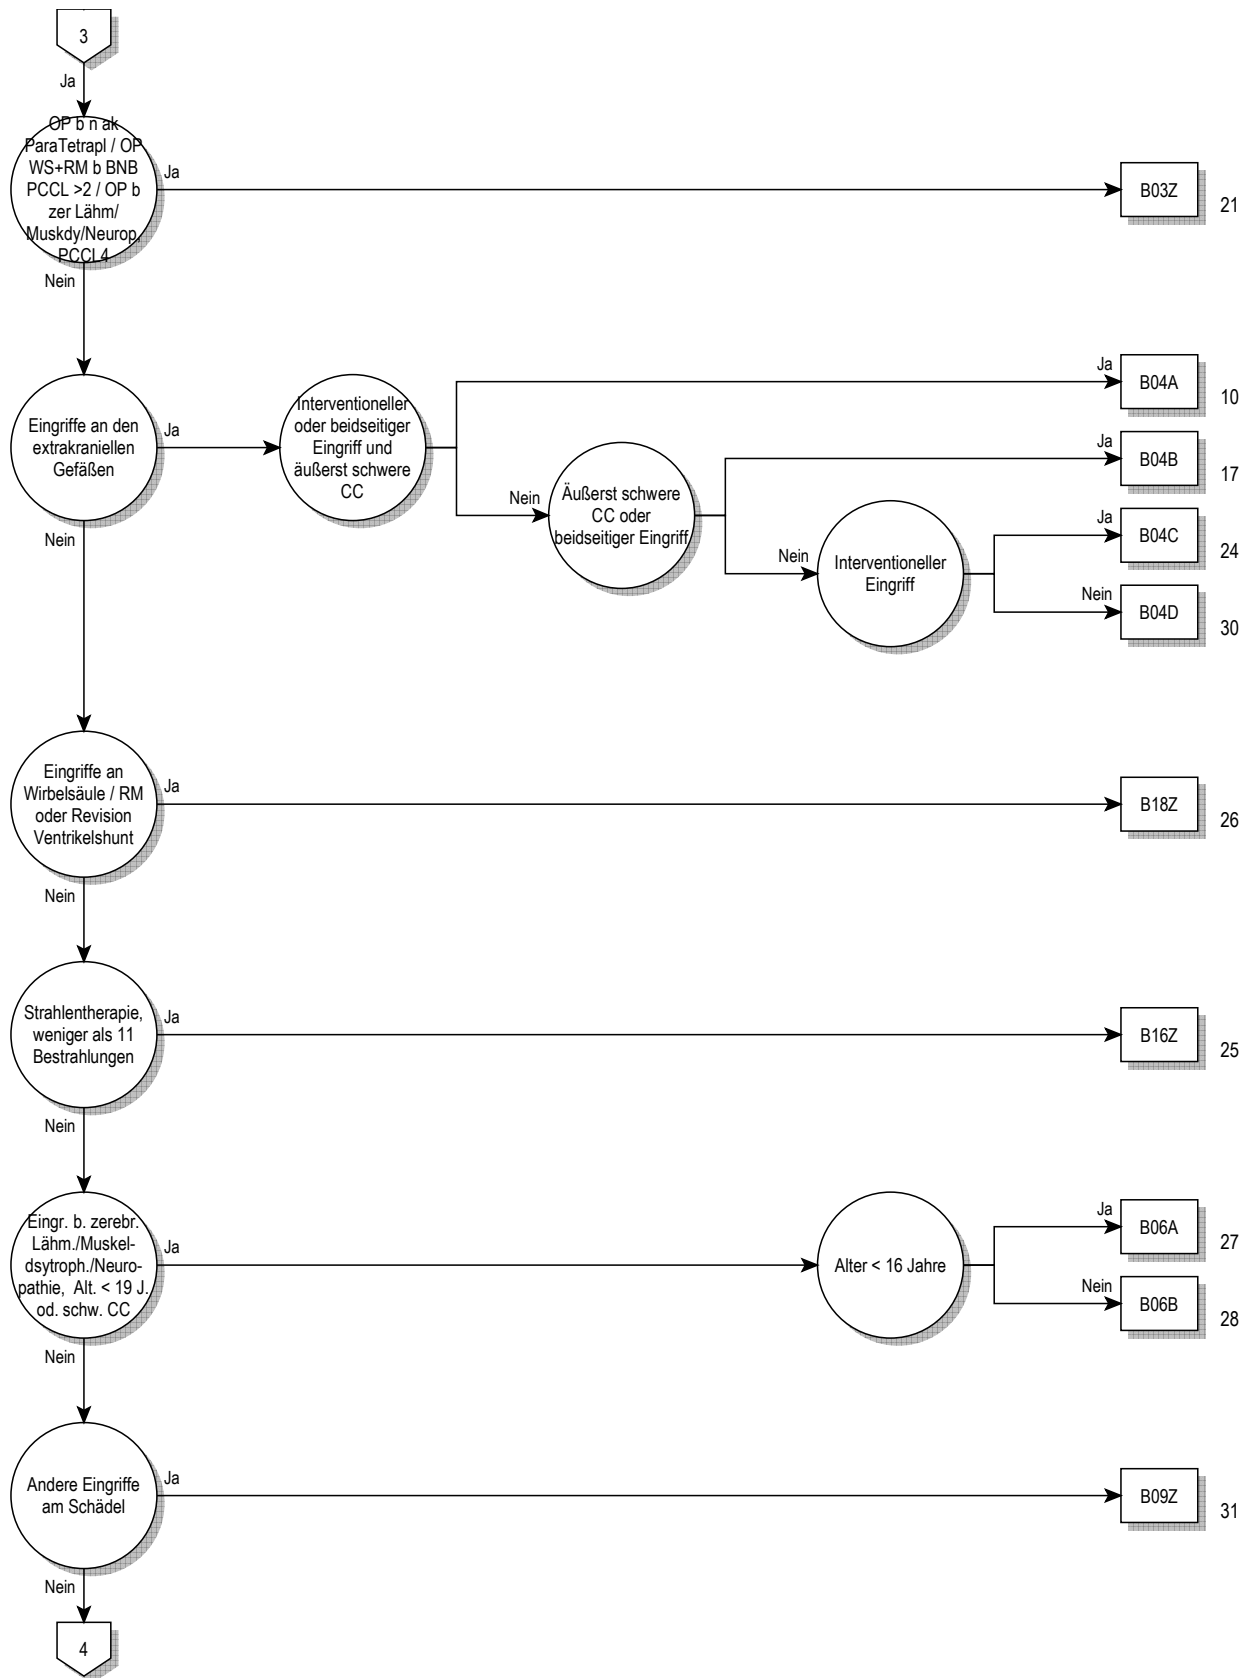 3
Ja
OP b n ak
ParaTetrapl / OP
WS+RM b BNB
PCCL >2 / OP b
zer Lähm/
Muskdy/Neurop,
PCCL4
Ja
B03Z
21
Nein
Eingriffe an den
extrakraniellen
Gefäßen
Ja
Interventioneller
oder beidseitiger
Eingriff und
äußerst schwere
CC
Ja
B04A
10
Nein
Äußerst schwere
CC oder
beidseitiger Eingriff
Ja
B04B
17
Nein
Interventioneller
Eingriff
Ja
B04C
24
Nein
B04D
30
Nein
Eingriffe an
Wirbelsäule / RM
oder Revision
Ventrikelshunt
Ja
B18Z
26
Nein
Strahlentherapie,
weniger als 11
Bestrahlungen
Ja
B16Z
25
Nein
Eingr. b. zerebr.
Lähm./Muskel-
dsytroph./Neuro-
pathie, Alt. < 19 J.
od. schw. CC
Ja
Alter < 16 Jahre
Ja
B06A
27
Nein
B06B
28
Nein
Andere Eingriffe
am Schädel
Ja
B09Z
31
Nein
4